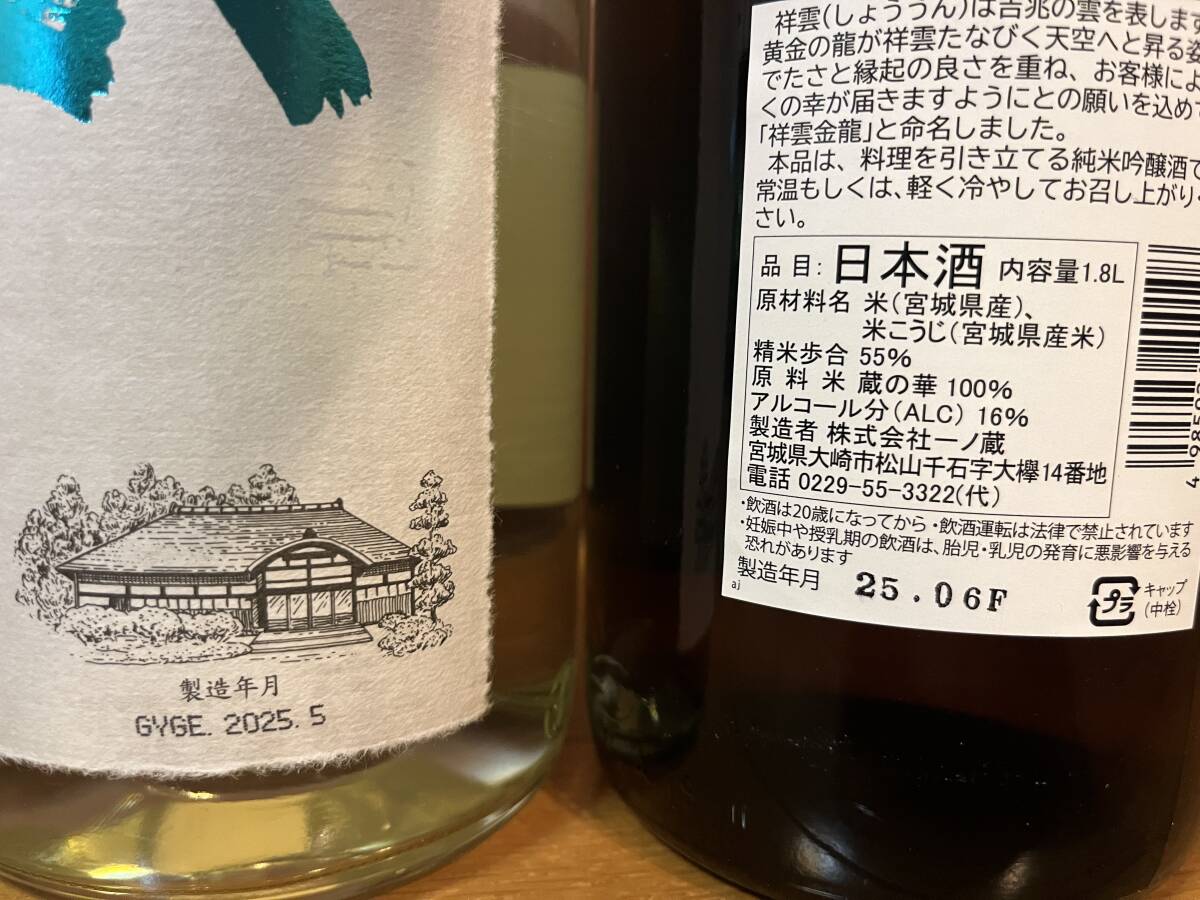 製造年月
GYGE. 2025. 5
祥雲(しょううん)は吉兆の雲を表します
黄金の龍が祥雲たなびく天空へと昇る姿
でたさと縁起の良さを重ね、お客様によ
くの幸が届きますようにとの願いを込めて
「祥雲金龍」と命名しました。
本品は、料理を引き立てる純米吟醸酒で
常温もしくは、軽く冷やしてお召し上がりく
さい。
品目: 日本酒 内容量1.8L
原材料名 米(宮城県産)、
米こうじ(宮城県産米)
精米歩合 55%
原料米 蔵の華 100%
アルコール分(ALC) 16%
製造者 株式会社一ノ蔵
宮城県大崎市松山千石字大欅14番地
電話 0229-55-3322(代)
・飲酒は20歳になってから・飲酒運転は法律で禁止されています
・妊娠中や授乳期の飲酒は、胎児・乳児の発育に悪影響を与える
恐れがあります
製造年月 25.06F
aj
プラ キャップ
(中栓)